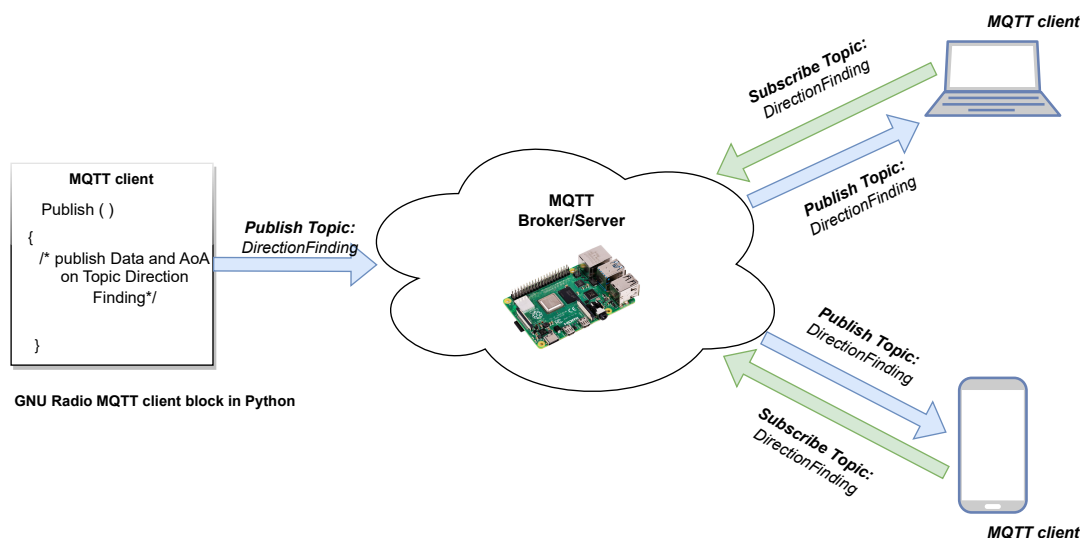 MQTT client
Publish ( )
{
/* publish Data and AoA
on Topic Direction
Finding*/
}
GNU Radio MQTT client block in Python
Publish Topic:
DirectionFinding
MQTT
Broker/Server
Subscribe Topic:
DirectionFinding
Publish Topic:
DirectionFinding
MQTT client
Publish Topic:
DirectionFinding
Subscribe Topic:
DirectionFinding
MQTT client